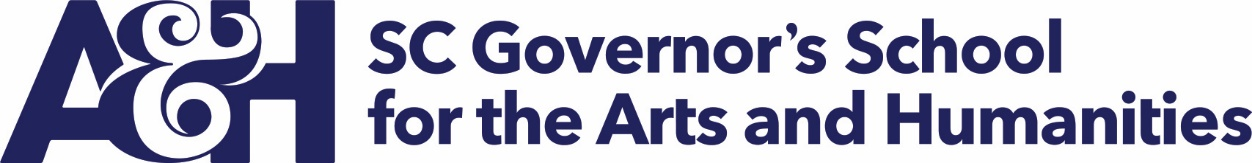 A&H
SC Governor’s School
for the Arts and Humanities